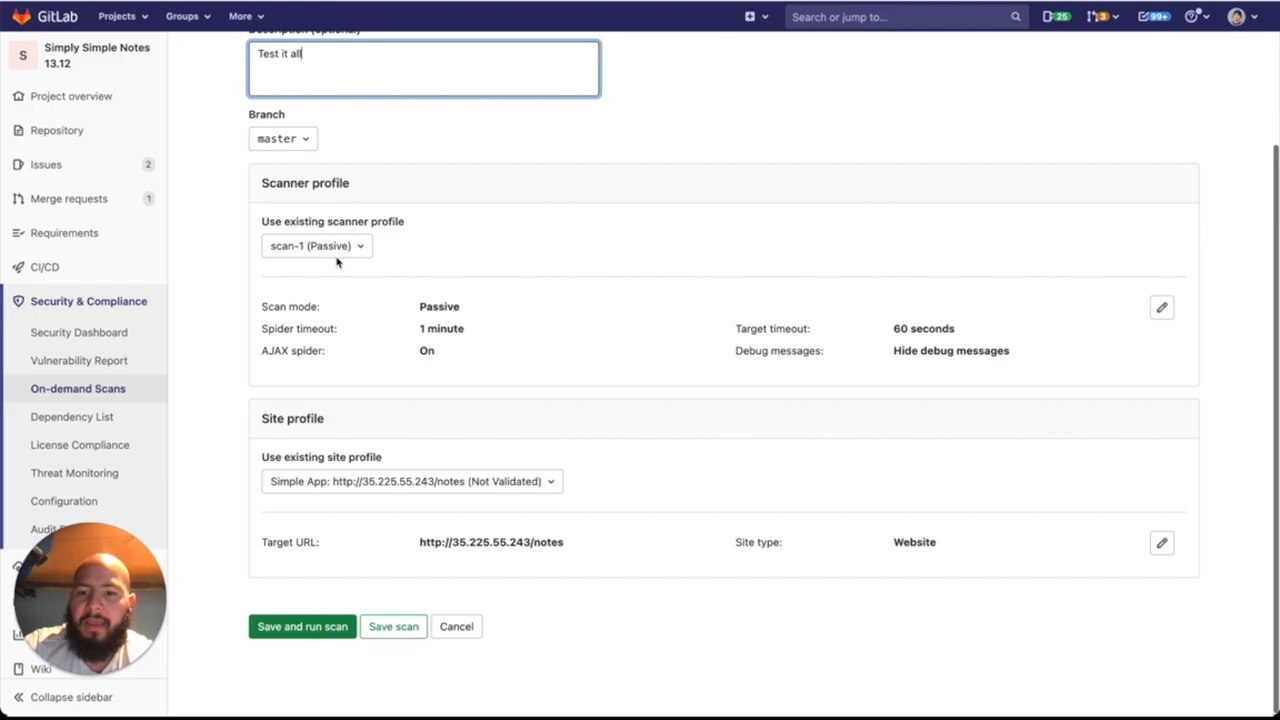 GitLab Projects Groups More Search or jump to... 25 3 99+
S Simply Simple Notes
13.12
Project overview
Repository
Issues 2
Merge requests 1
Requirements
CI/CD
Security & Compliance
Security Dashboard
Vulnerability Report
On-demand Scans
Dependency List
License Compliance
Threat Monitoring
Configuration
Audit
Wiki
Collapse sidebar
Description (optional)
Test it all
Branch
master
Scanner profile
Use existing scanner profile
scan-1 (Passive)
Scan mode: Passive
Spider timeout: 1 minute Target timeout: 60 seconds
AJAX spider: On Debug messages: Hide debug messages
Site profile
Use existing site profile
Simple App: http://35.225.55.243/notes (Not Validated)
Target URL: http://35.225.55.243/notes Site type: Website
Save and run scan Save scan Cancel